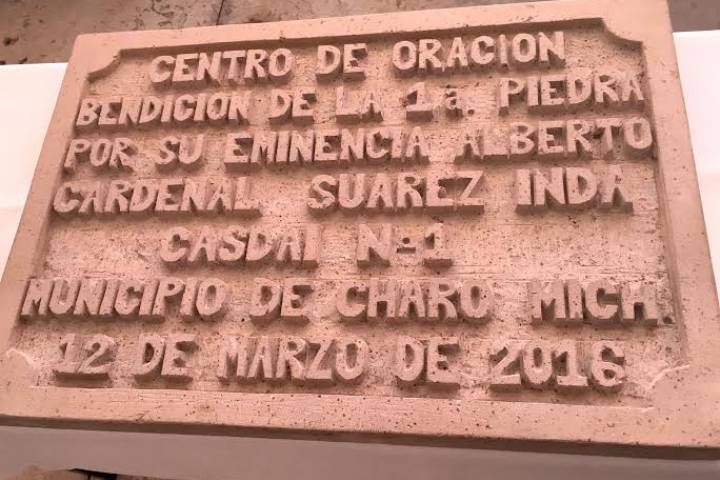 CENTRO DE ORACION
BENDICION DE LA 1a. PIEDRA
POR SU EMINENCIA ALBERTO
CARDENAL SUAREZ INDA
CASDAI Nº1
MUNICIPIO DE CHARO MICH.
12 DE MARZO DE 2016